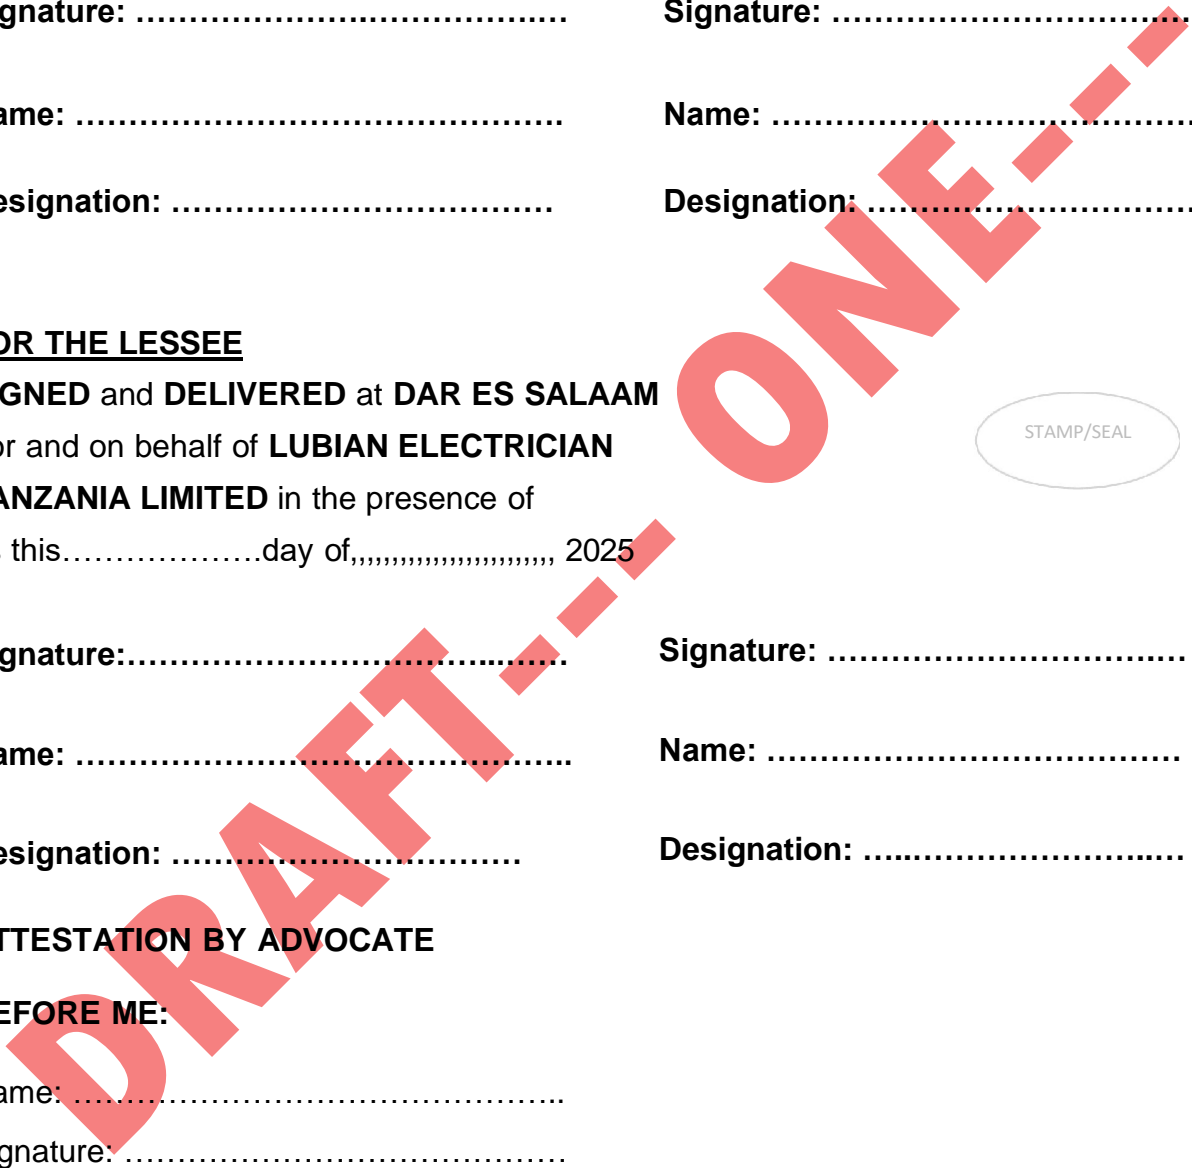 gnature: ………………….…………….… Signature: ………………………….…
ame: ………………………………………. Name: ………………………………….
esignation: ……………………………… Designation: ………………………….
OR THE LESSEE
GNED and DELIVERED at DAR ES SALAAM
STAMP/SEAL
or and on behalf of LUBIAN ELECTRICIAN
ANZANIA LIMITED in the presence of
this……………….day of,,,,,,,,,,,,,,,,,,,,,,,,, 2025
gnature:…………………………...…… Signature: ………………………….…
ame: ……………………………………….. Name: …………………………………
esignation: …………………………… Designation: …..…………………..…
TTESTATION BY ADVOCATE
EFORE ME:
ame: ………………………………………..
gnature: ……………………………………
DRAFT--- ONE---